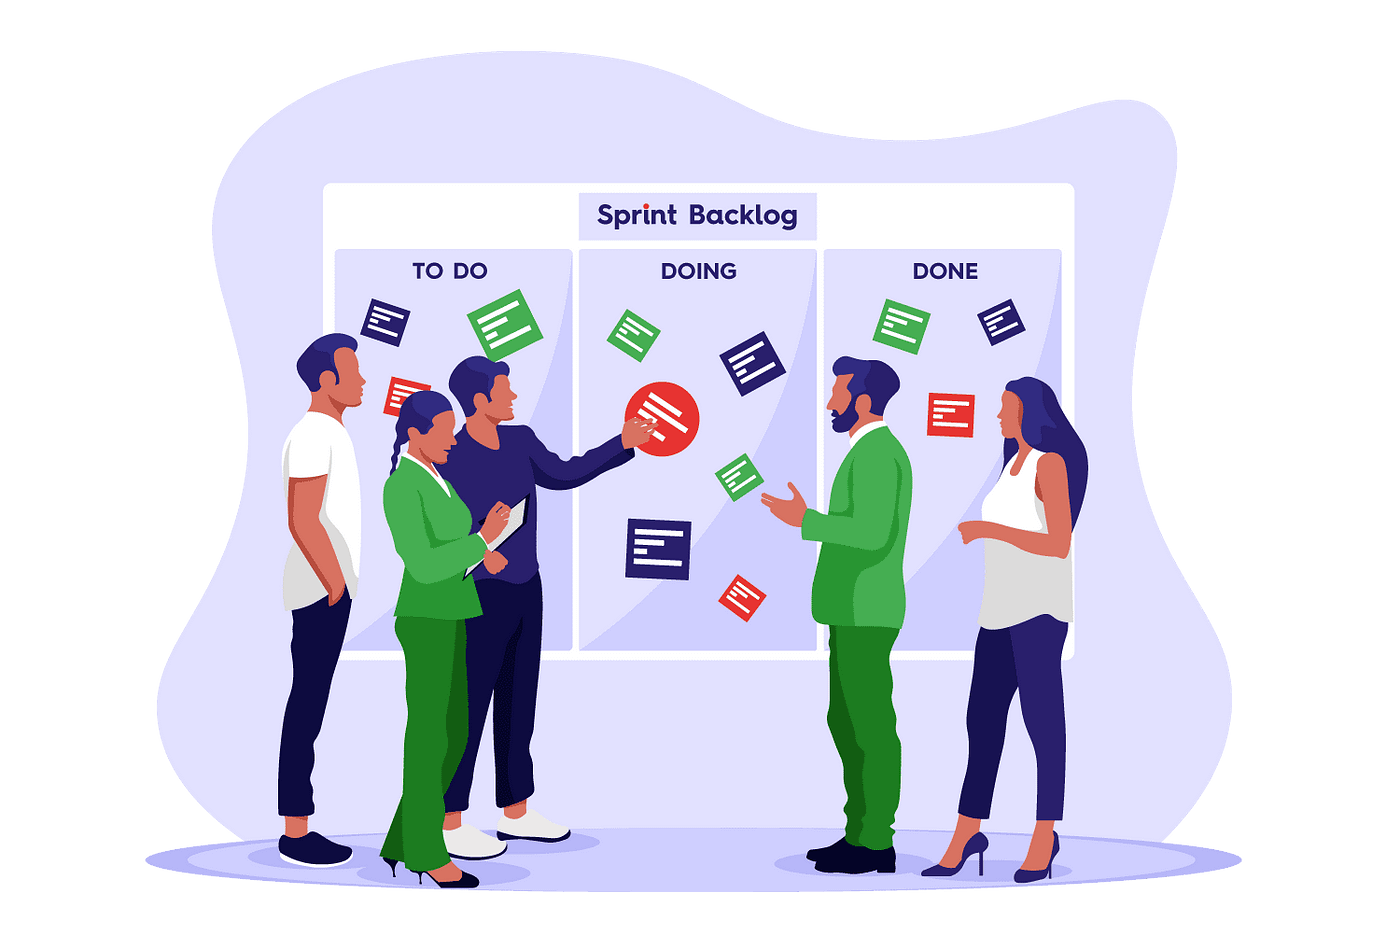 Sprint Backlog
TO DO
DOING
DONE